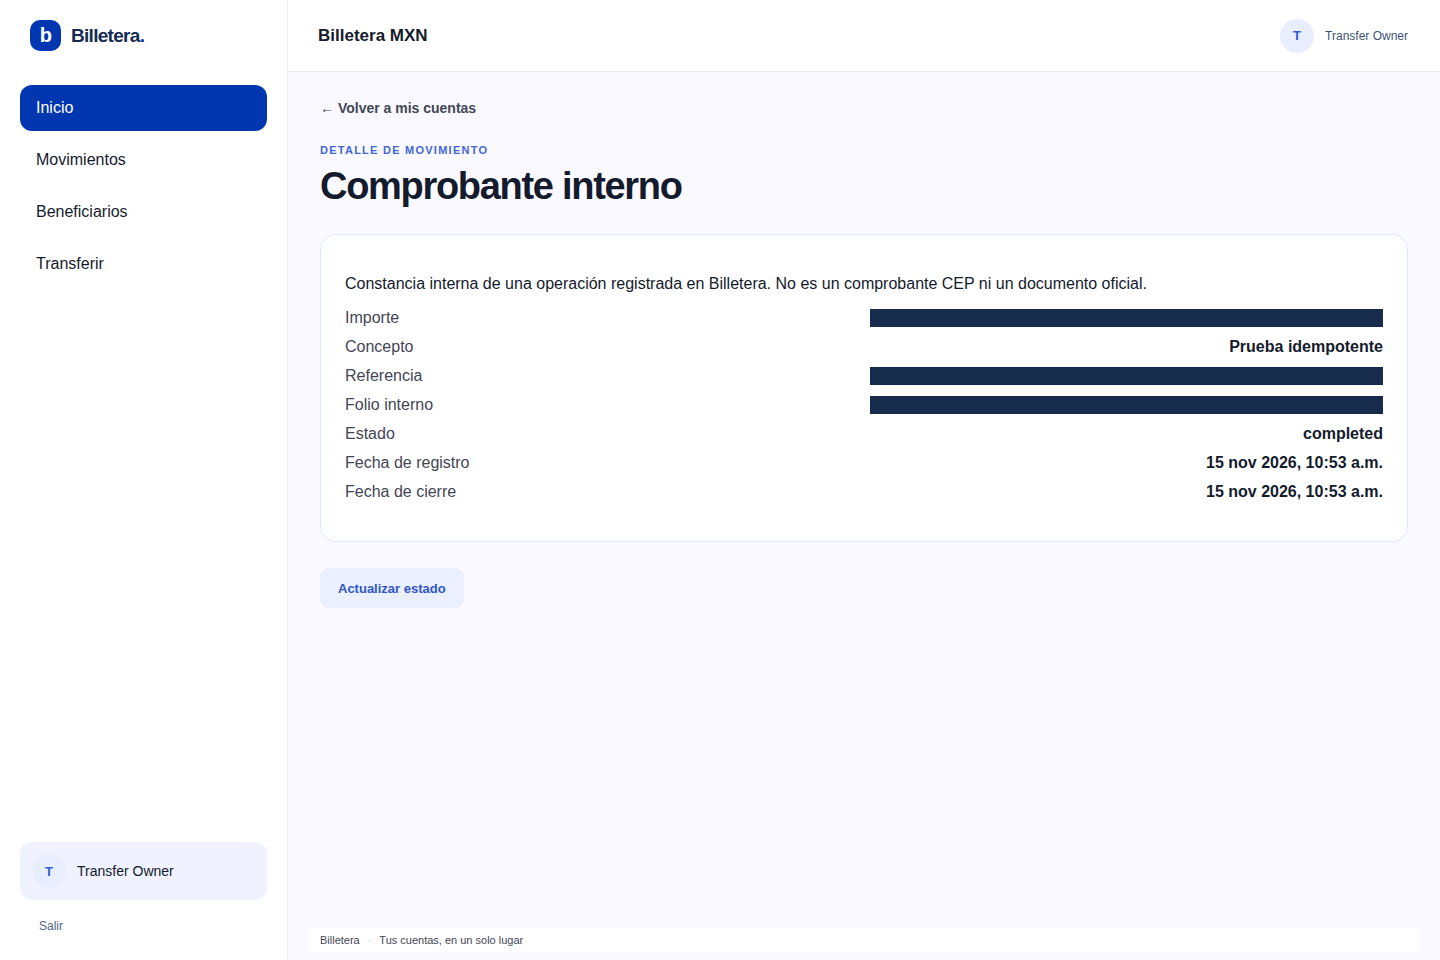 b Billetera.
Inicio
Movimientos
Beneficiarios
Transferir
T Transfer Owner
Salir
Billetera MXN
T Transfer Owner
← Volver a mis cuentas
DETALLE DE MOVIMIENTO
Comprobante interno
Constancia interna de una operación registrada en Billetera. No es un comprobante CEP ni un documento oficial.
Importe
Concepto Prueba idempotente
Referencia
Folio interno
Estado completed
Fecha de registro 15 nov 2026, 10:53 a.m.
Fecha de cierre 15 nov 2026, 10:53 a.m.
Actualizar estado
Billetera · Tus cuentas, en un solo lugar